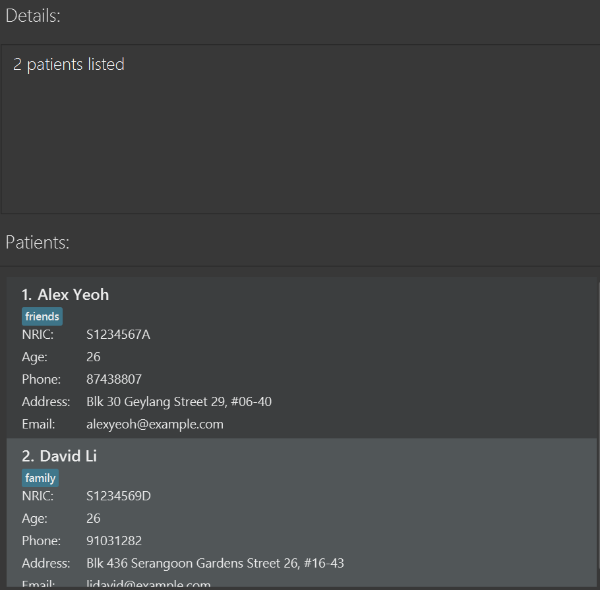 Details:
2 patients listed
Patients:
1. Alex Yeoh
friends
NRIC: S1234567A
Age: 26
Phone: 87438807
Address: Blk 30 Geylang Street 29, #06-40
Email: alexyeoh@example.com
2. David Li
family
NRIC: S1234569D
Age: 26
Phone: 91031282
Address: Blk 436 Serangoon Gardens Street 26, #16-43
Email: lidavid@example.com